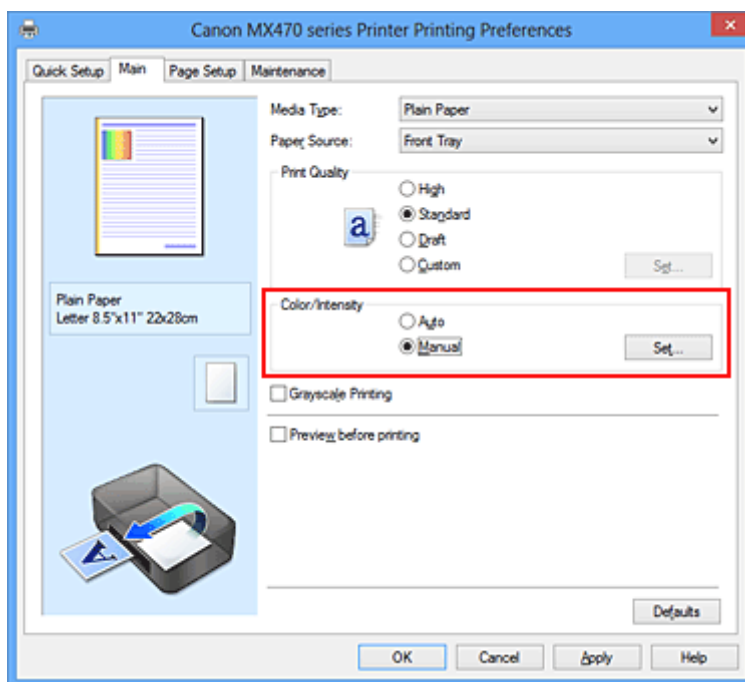 Canon MX470 series Printer Printing Preferences
Quick Setup Main Page Setup Maintenance
Media Type: Plain Paper
Paper Source: Front Tray
Print Quality
High
a Standard
Draft
Custom Set...
Plain Paper
Letter 8.5"x11" 22x28cm
Color/Intensity
Auto
Manual Set...
Grayscale Printing
Preview before printing
A
Defaults
OK Cancel Apply Help